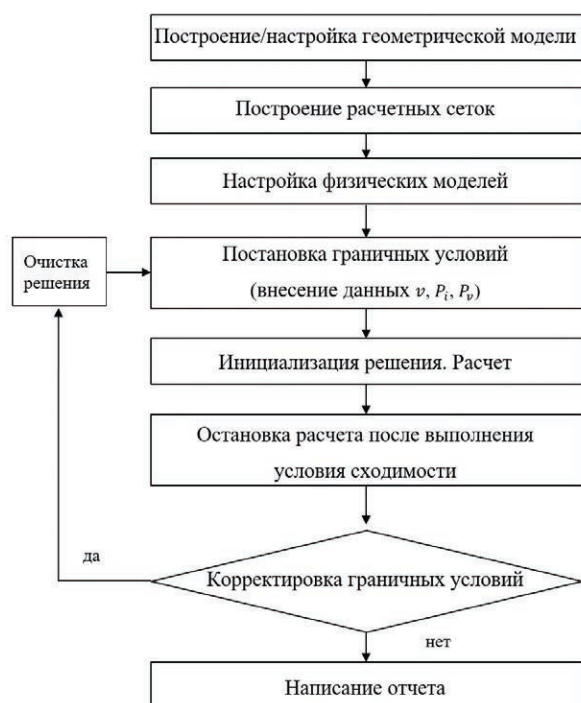 Построение/настройка геометрической модели
Построение расчетных сеток
Настройка физических моделей
Очистка
решения
Постановка граничных условий
(внесение данных v, Pᵢ, Pᵥ)
Инициализация решения. Расчет
Остановка расчета после выполнения
условия сходимости
да
Корректировка граничных условий
нет
Написание отчета